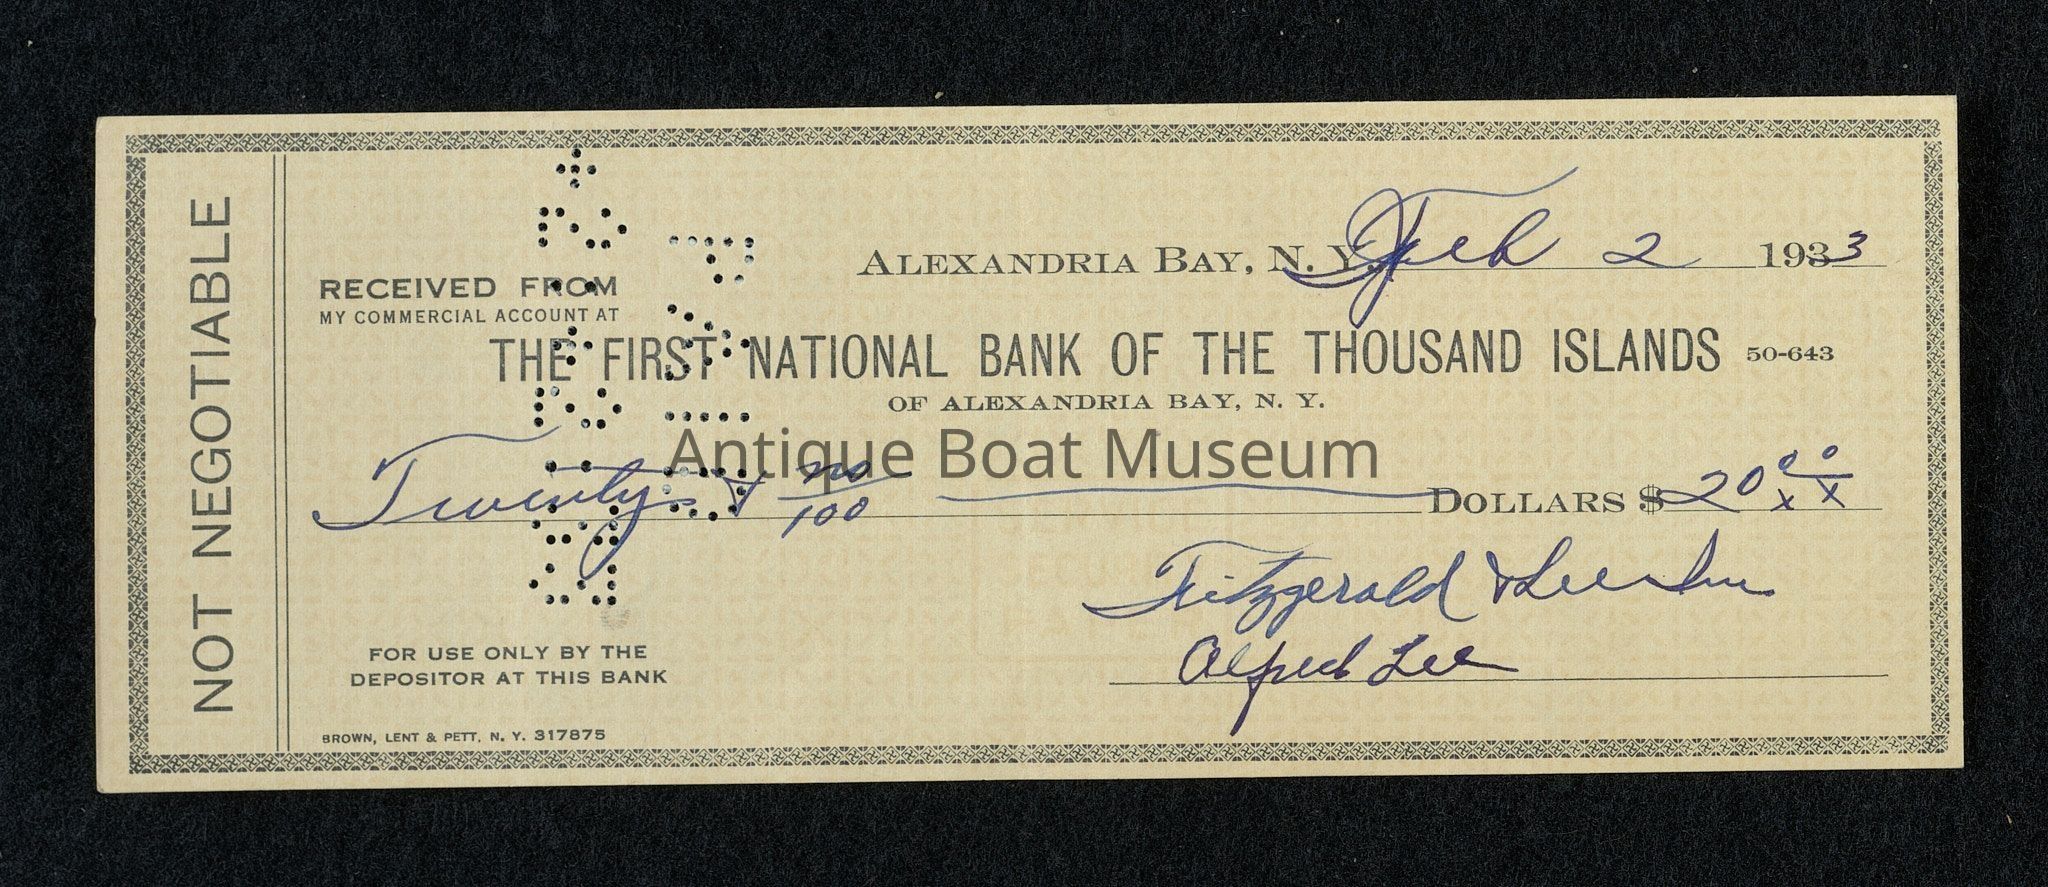 NOT NEGOTIABLE
ALEXANDRIA BAY, N. Y. Feb 2 1933
RECEIVED FROM
MY COMMERCIAL ACCOUNT AT
THE FIRST NATIONAL BANK OF THE THOUSAND ISLANDS 50-643
OF ALEXANDRIA BAY, N. Y.
Antique Boat Museum
Twenty & no/100 DOLLARS $ 20 00/xx
Fitzgerald & Lee
Alfred Lee
FOR USE ONLY BY THE
DEPOSITOR AT THIS BANK
BROWN, LENT & PETT, N. Y. 317875